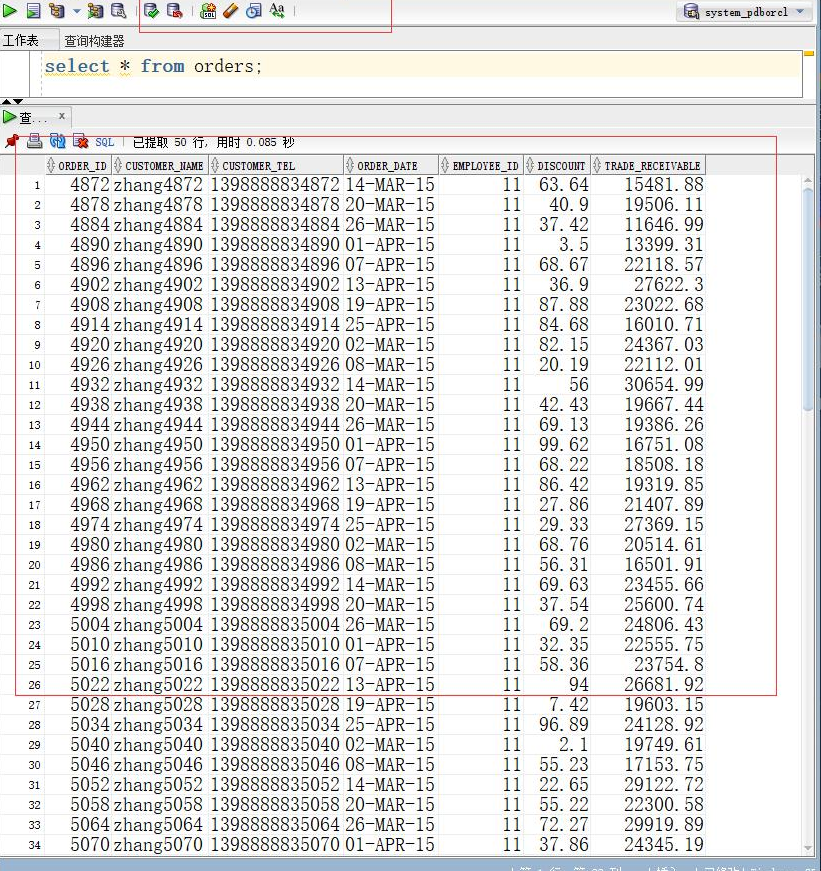 SQL Aa system_pdborcl
工作表 查询构建器
select * from orders;
查... x
SQL | 已提取 50 行, 用时 0.085 秒
ORDER_ID CUSTOMER_NAME CUSTOMER_TEL ORDER_DATE EMPLOYEE_ID DISCOUNT TRADE_RECEIVABLE
1 4872 zhang4872 1398888834872 14-MAR-15 11 63.64 15481.88
2 4878 zhang4878 1398888834878 20-MAR-15 11 40.9 19506.11
3 4884 zhang4884 1398888834884 26-MAR-15 11 37.42 11646.99
4 4890 zhang4890 1398888834890 01-APR-15 11 3.5 13399.31
5 4896 zhang4896 1398888834896 07-APR-15 11 68.67 22118.57
6 4902 zhang4902 1398888834902 13-APR-15 11 36.9 27622.3
7 4908 zhang4908 1398888834908 19-APR-15 11 87.88 23022.68
8 4914 zhang4914 1398888834914 25-APR-15 11 84.68 16010.71
9 4920 zhang4920 1398888834920 02-MAR-15 11 82.15 24367.03
10 4926 zhang4926 1398888834926 08-MAR-15 11 20.19 22112.01
11 4932 zhang4932 1398888834932 14-MAR-15 11 56 30654.99
12 4938 zhang4938 1398888834938 20-MAR-15 11 42.43 19667.44
13 4944 zhang4944 1398888834944 26-MAR-15 11 69.13 19386.26
14 4950 zhang4950 1398888834950 01-APR-15 11 99.62 16751.08
15 4956 zhang4956 1398888834956 07-APR-15 11 68.22 18508.18
16 4962 zhang4962 1398888834962 13-APR-15 11 86.42 19319.85
17 4968 zhang4968 1398888834968 19-APR-15 11 27.86 21407.89
18 4974 zhang4974 1398888834974 25-APR-15 11 29.33 27369.15
19 4980 zhang4980 1398888834980 02-MAR-15 11 68.76 20514.61
20 4986 zhang4986 1398888834986 08-MAR-15 11 56.31 16501.91
21 4992 zhang4992 1398888834992 14-MAR-15 11 69.63 23455.66
22 4998 zhang4998 1398888834998 20-MAR-15 11 37.54 25600.74
23 5004 zhang5004 1398888835004 26-MAR-15 11 69.2 24806.43
24 5010 zhang5010 1398888835010 01-APR-15 11 32.35 22555.75
25 5016 zhang5016 1398888835016 07-APR-15 11 58.36 23754.8
26 5022 zhang5022 1398888835022 13-APR-15 11 94 26681.92
27 5028 zhang5028 1398888835028 19-APR-15 11 7.42 19603.15
28 5034 zhang5034 1398888835034 25-APR-15 11 96.89 24128.92
29 5040 zhang5040 1398888835040 02-MAR-15 11 2.1 19749.61
30 5046 zhang5046 1398888835046 08-MAR-15 11 55.23 17153.75
31 5052 zhang5052 1398888835052 14-MAR-15 11 22.65 29122.72
32 5058 zhang5058 1398888835058 20-MAR-15 11 55.22 22300.58
33 5064 zhang5064 1398888835064 26-MAR-15 11 72.27 29919.89
34 5070 zhang5070 1398888835070 01-APR-15 11 37.86 24345.19